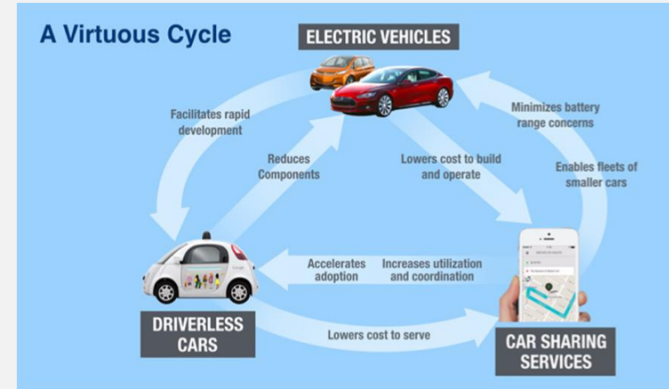 A Virtuous Cycle
ELECTRIC VEHICLES
Facilitates rapid
development
Minimizes battery
range concerns
Reduces
Components
Lowers cost to build
and operate
Enables fleets of
smaller cars
Accelerates
adoption
Increases utilization
and coordination
DRIVERLESS
CARS
Lowers cost to serve
CAR SHARING
SERVICES